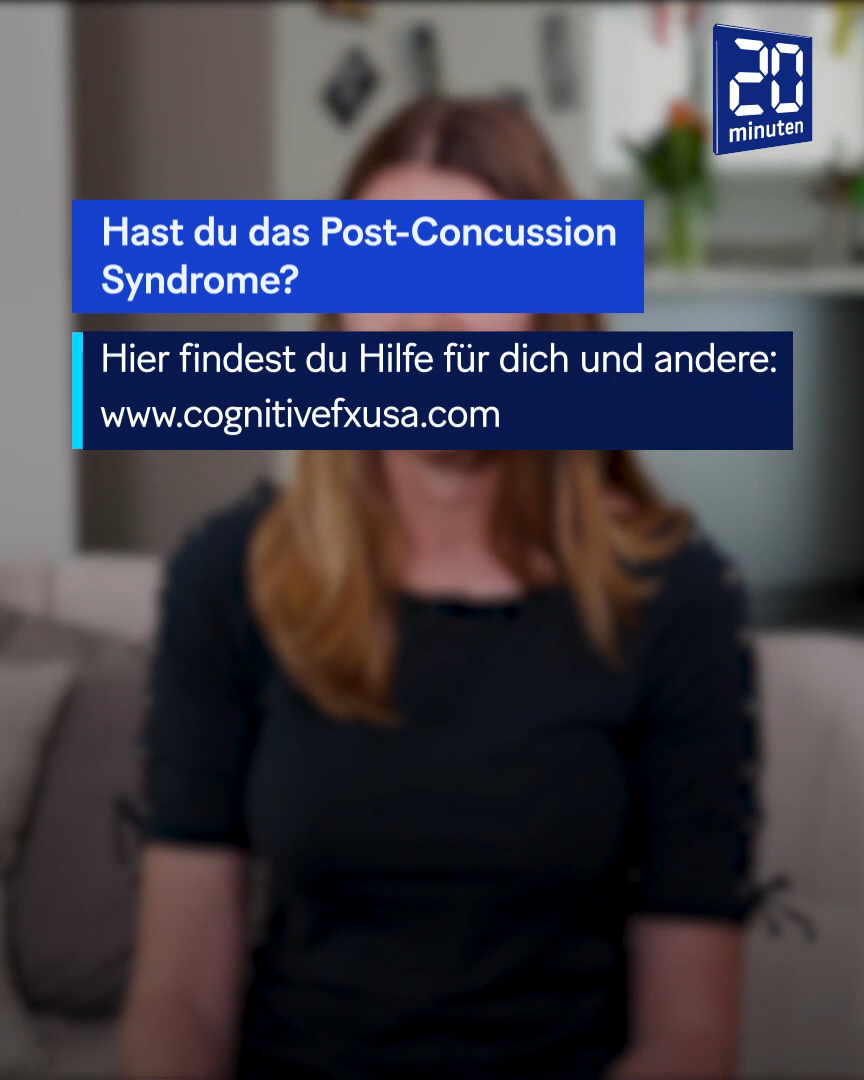 20
minuten
Hast du das Post-Concussion
Syndrome?
Hier findest du Hilfe für dich und andere:
www.cognitivefxusa.com